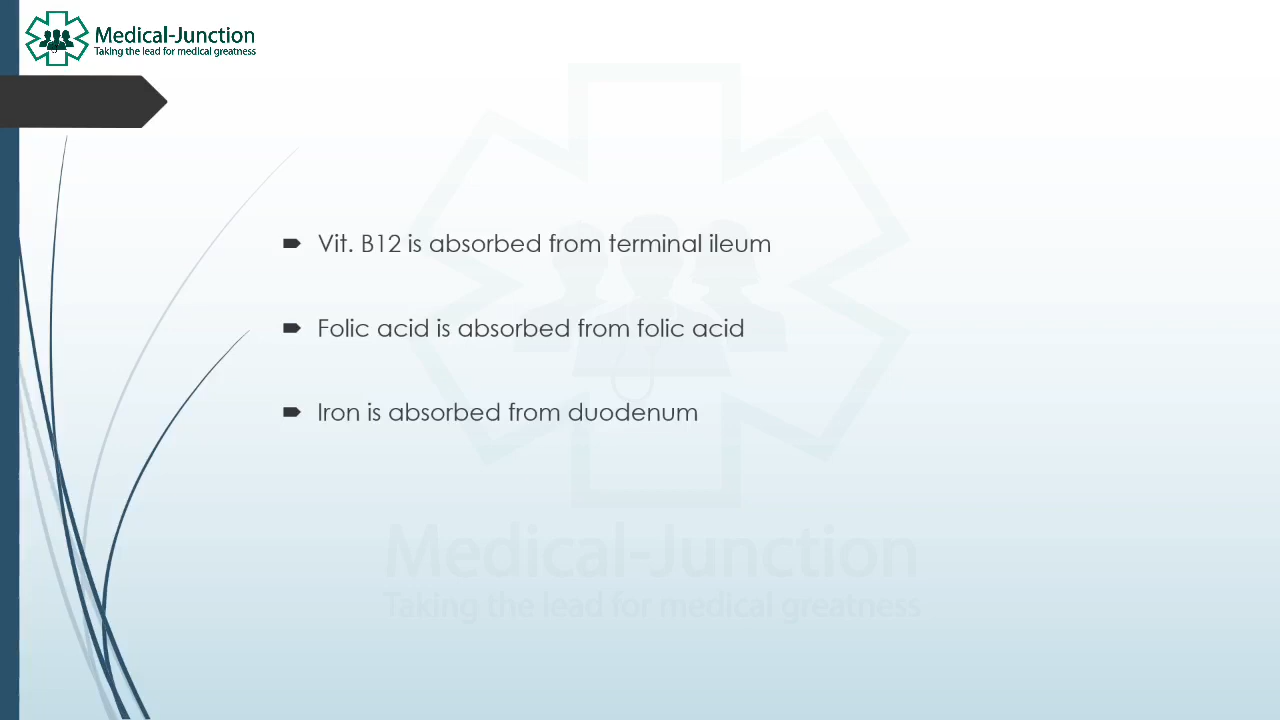 Medical-Junction
Taking the lead for medical greatness
Vit. B12 is absorbed from terminal ileum
Folic acid is absorbed from folic acid
Iron is absorbed from duodenum
Medical-Junction
Taking the lead for medical greatness